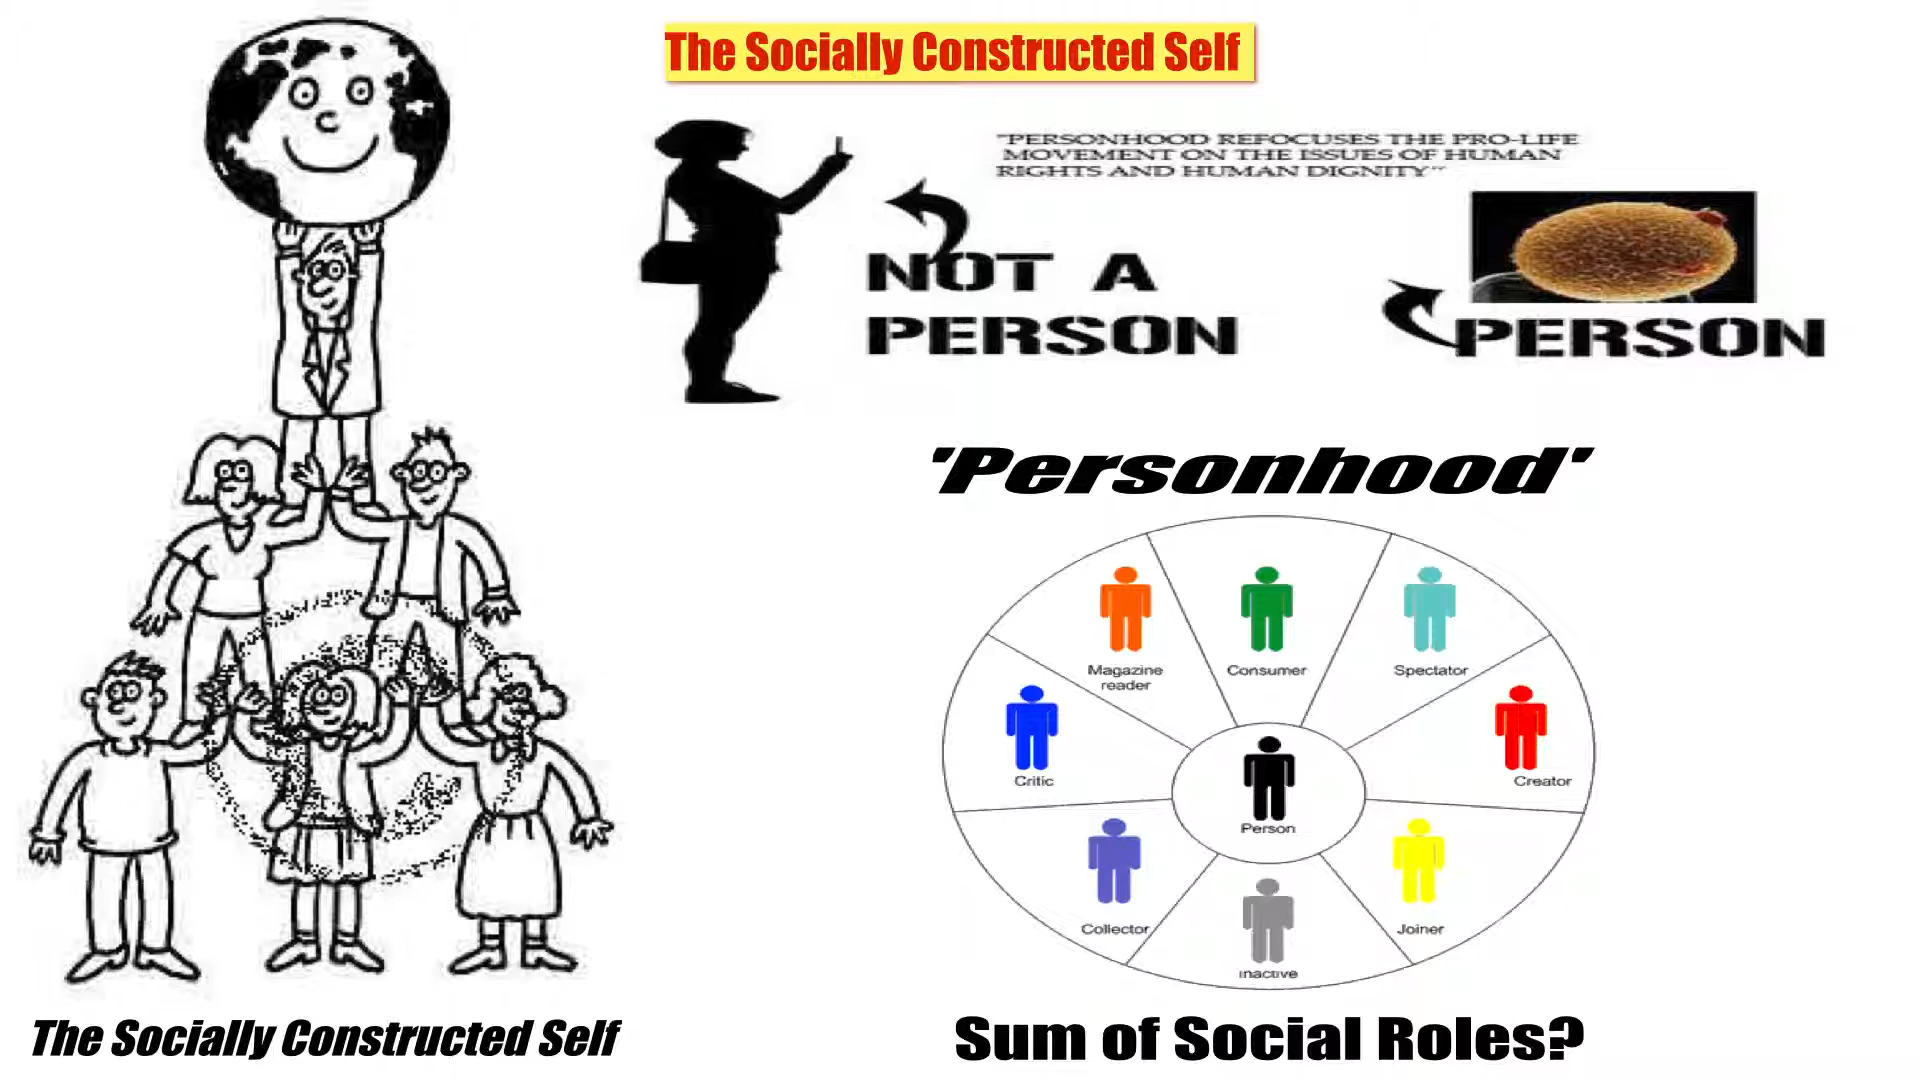 The Socially Constructed Self
"PERSONHOOD REFOCUSES THE PRO-LIFE
MOVEMENT ON THE ISSUES OF HUMAN
RIGHTS AND HUMAN DIGNITY"
NOT A
PERSON
PERSON
'Personhood'
Magazine
reader
Consumer
Spectator
Critic
Creator
Person
Collector
Joiner
Inactive
The Socially Constructed Self
Sum of Social Roles?